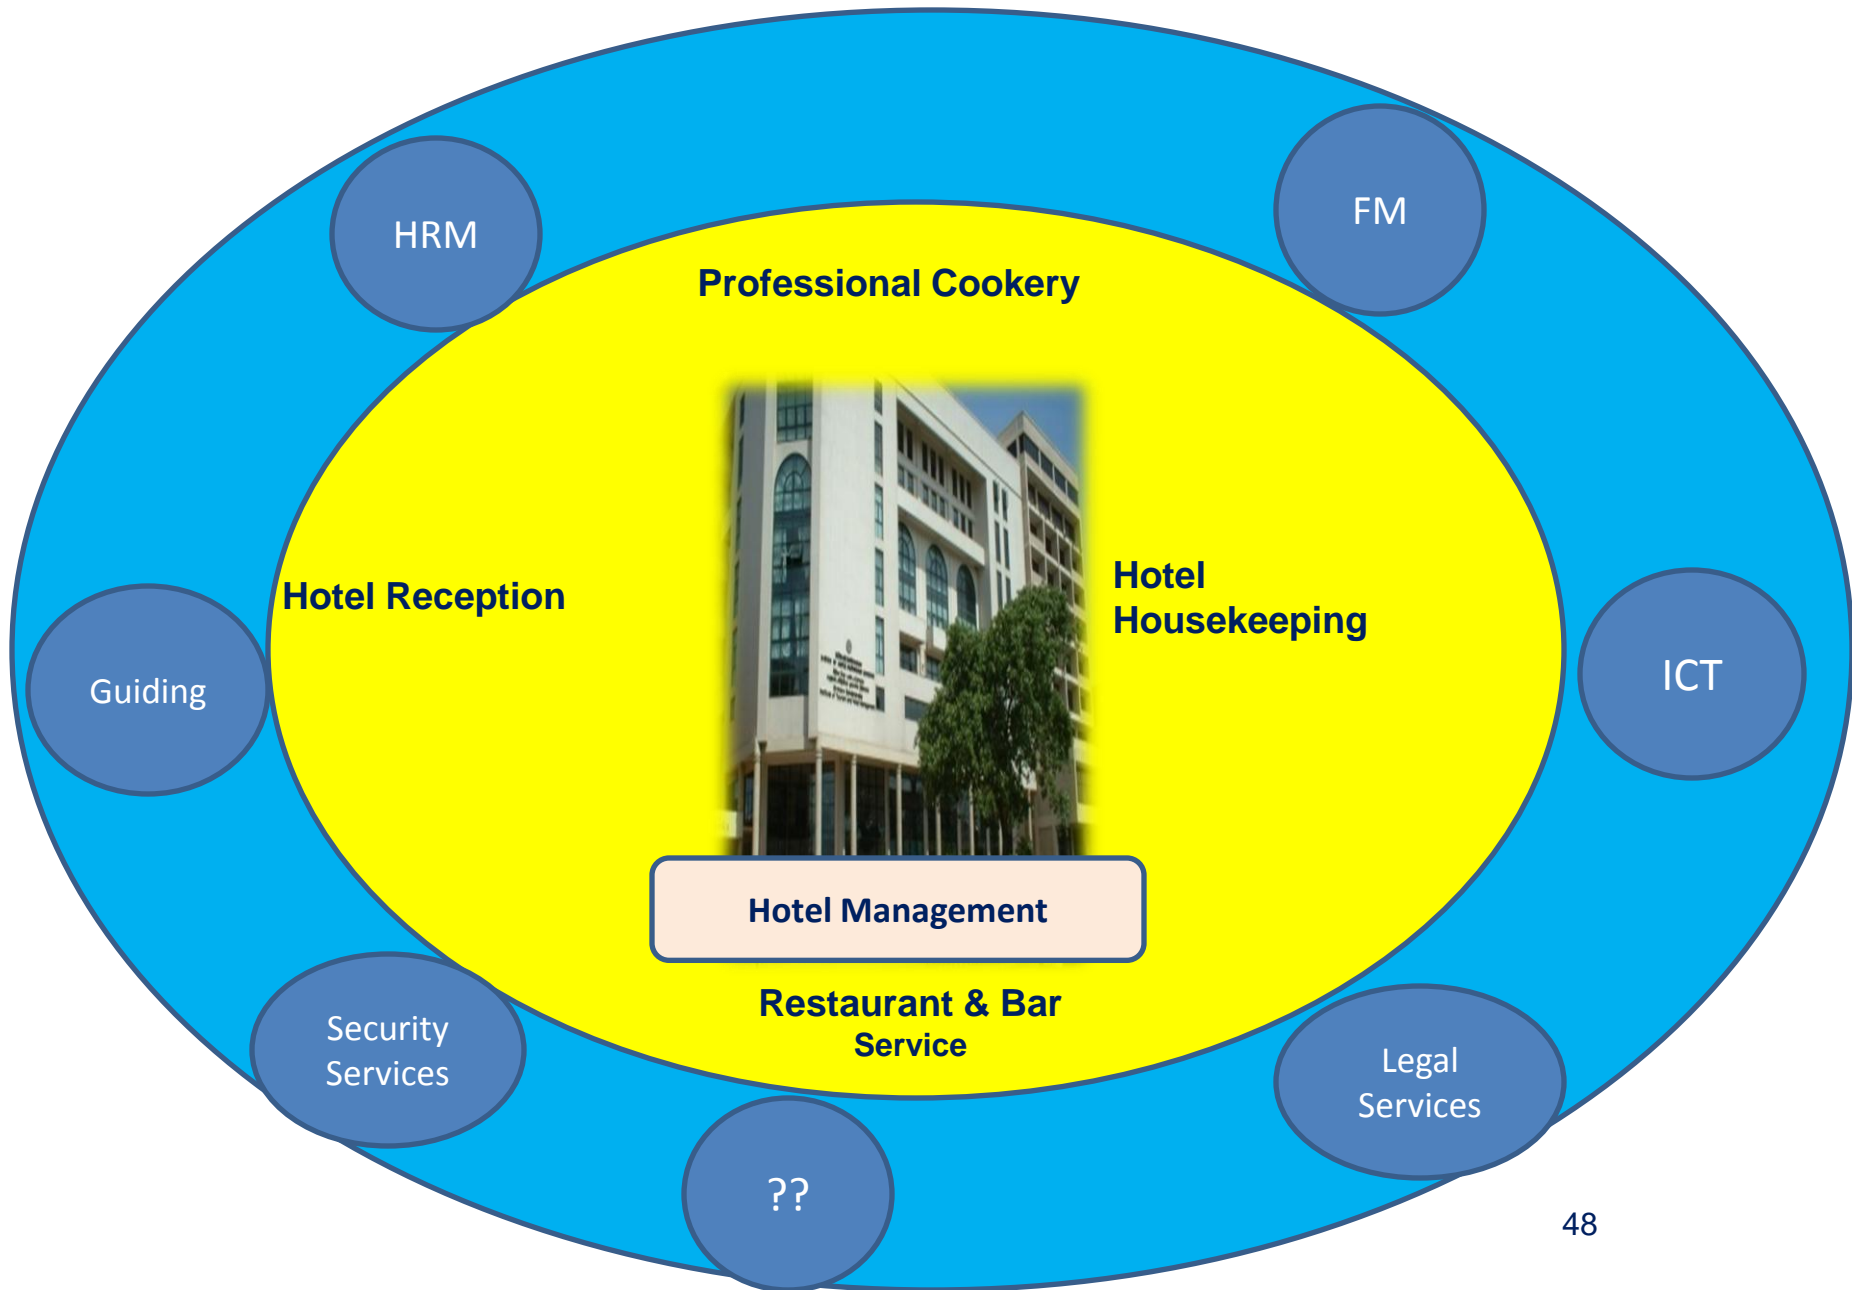 HRM
FM
Professional Cookery
Hotel Reception
Hotel
Housekeeping
Guiding
ICT
Hotel Management
Restaurant & Bar
Service
Security
Services
Legal
Services
??
48